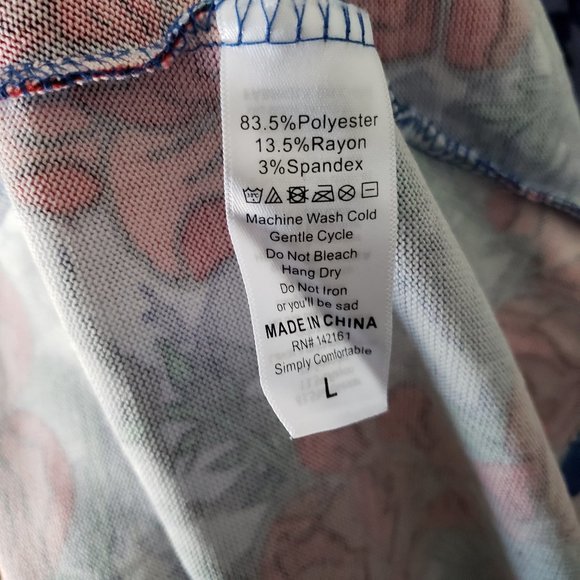 83.5%Polyester
13.5%Rayon
3%Spandex
Machine Wash Cold
Gentle Cycle
Do Not Bleach
Hang Dry
Do Not Iron
or you'll be sad
MADE IN CHINA
RN# 142161
Simply Comfortable
L